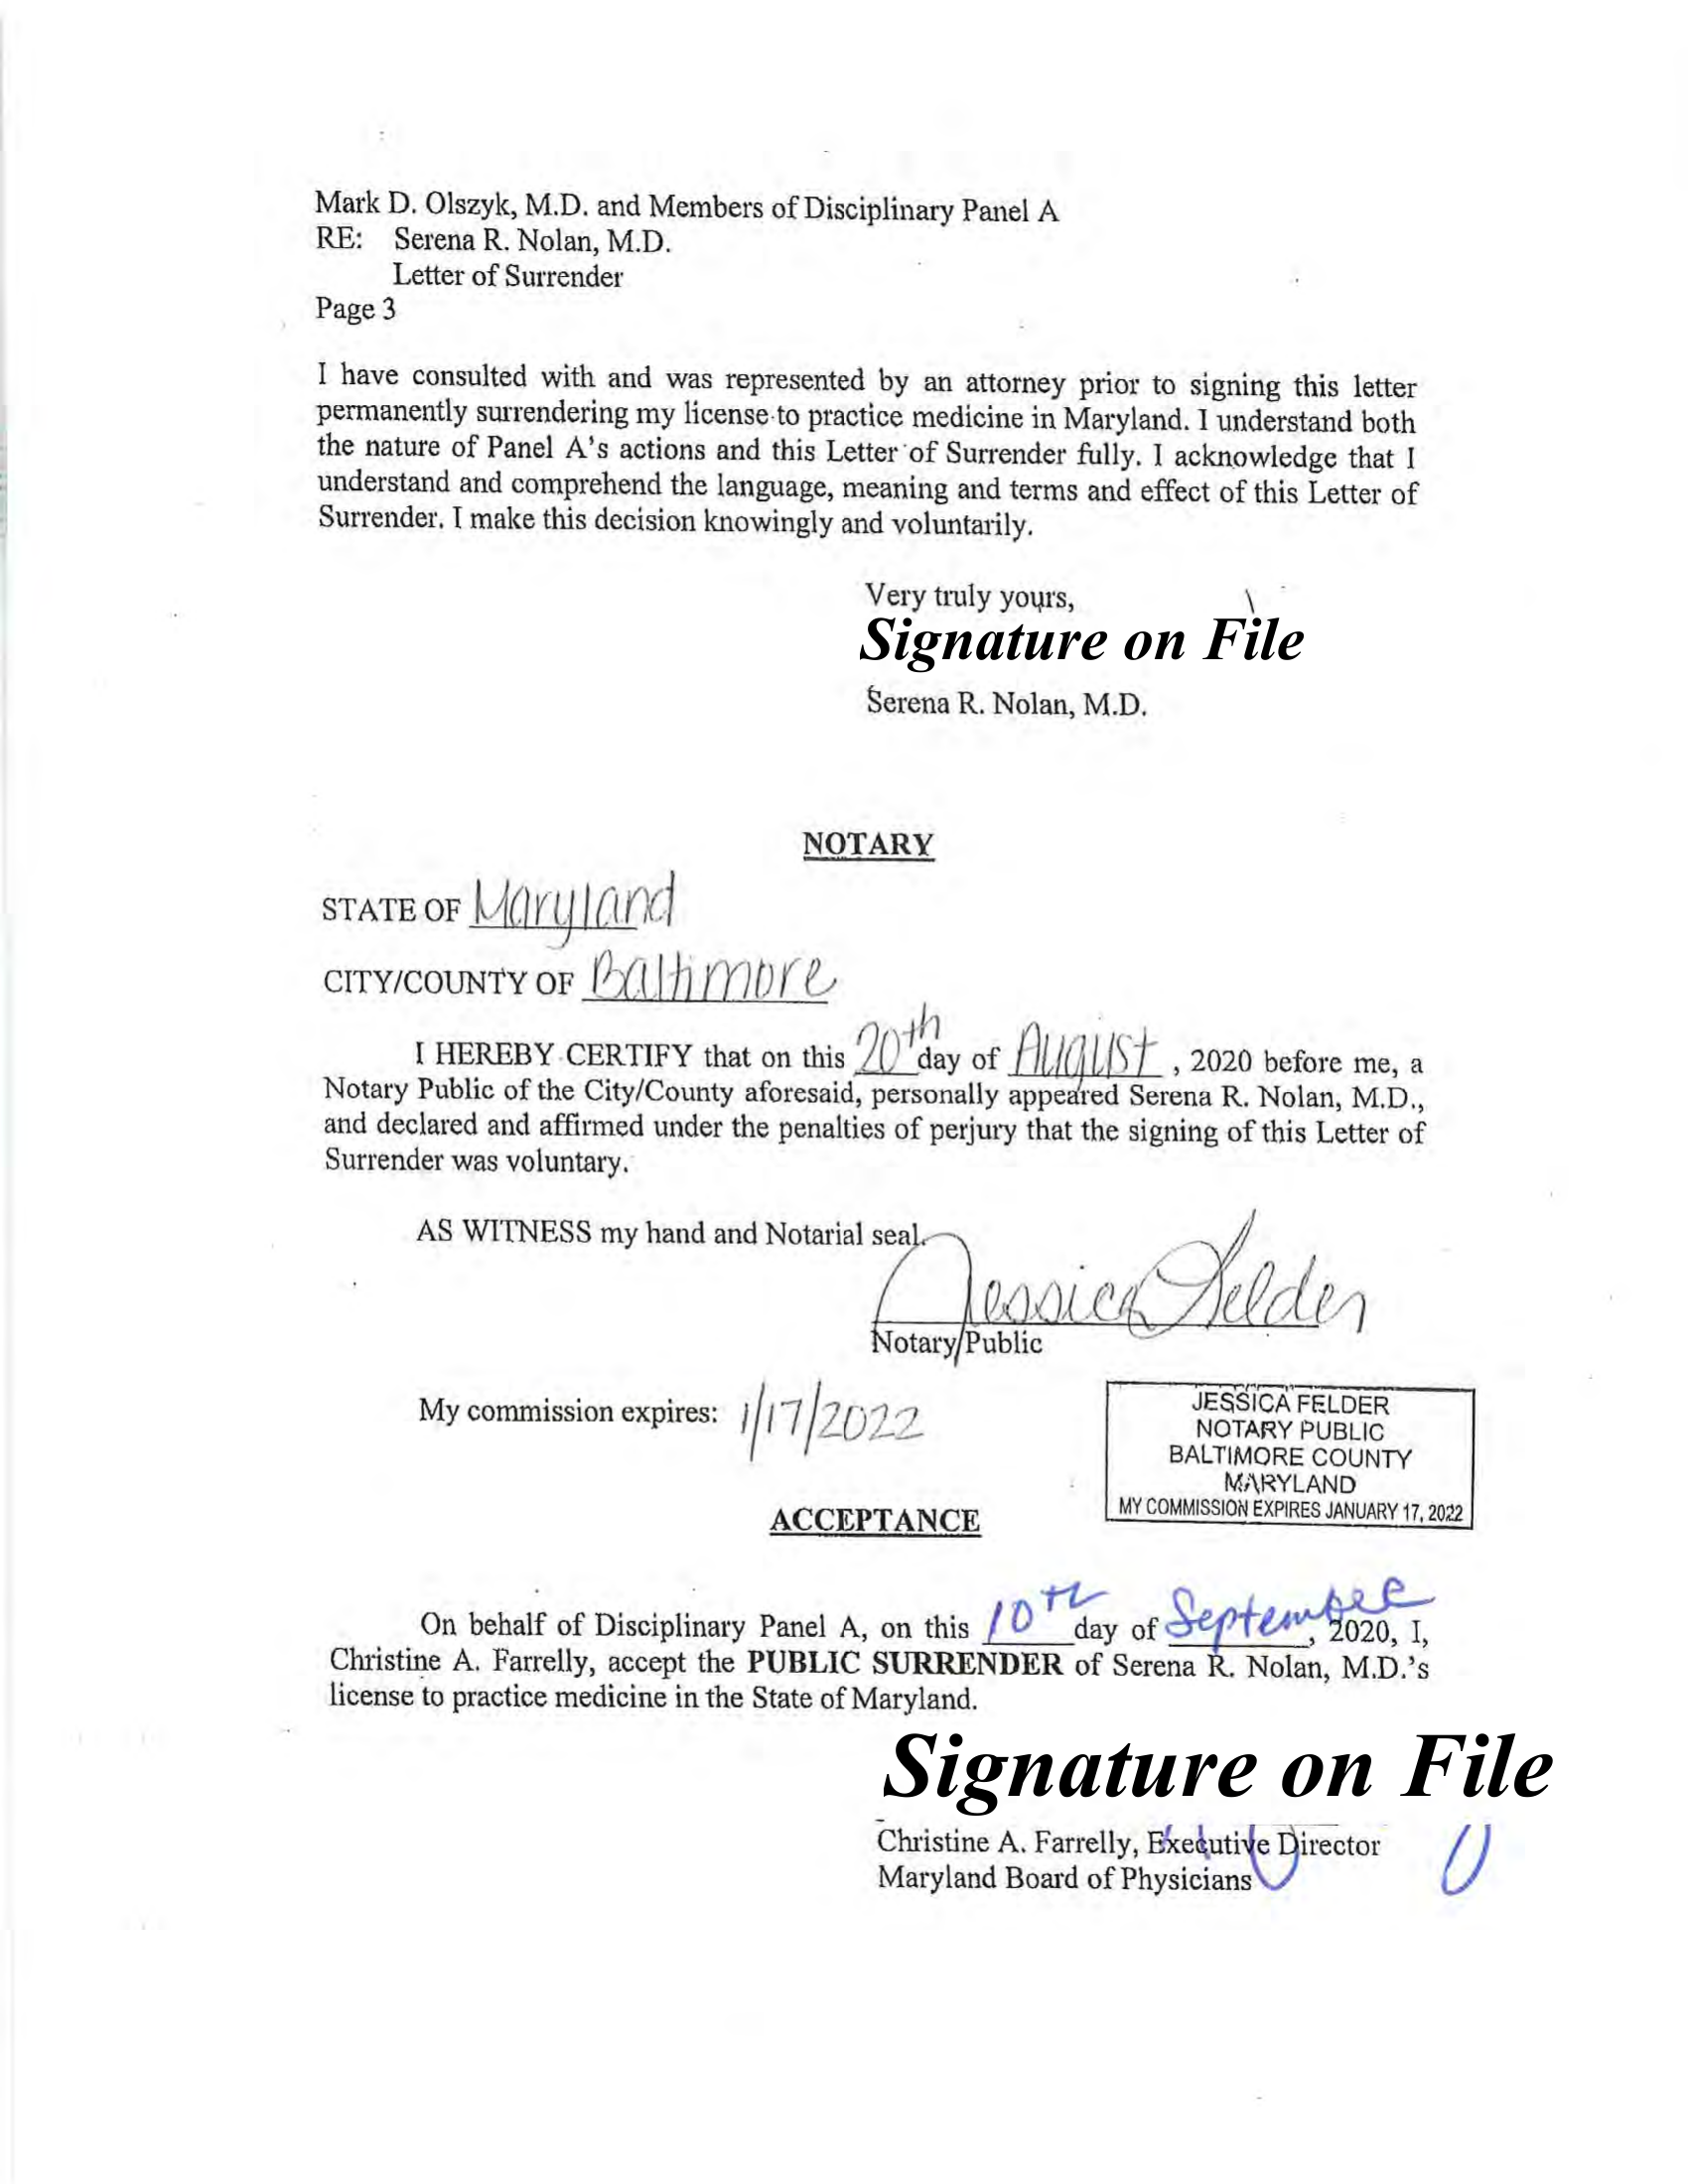 Mark D. Olszyk, M.D. and Members of Disciplinary Panel A
RE: Serena R. Nolan, M.D.
Letter of Surrender
Page 3
I have consulted with and was represented by an attorney prior to signing this letter
permanently surrendering my license to practice medicine in Maryland. I understand both
the nature of Panel A's actions and this Letter of Surrender fully. I acknowledge that I
understand and comprehend the language, meaning and terms and effect of this Letter of
Surrender. I make this decision knowingly and voluntarily.
Very truly yours,
Signature on File
Serena R. Nolan, M.D.
NOTARY
STATE OF Maryland
CITY/COUNTY OF Baltimore
I HEREBY CERTIFY that on this 20th day of August, 2020 before me, a
Notary Public of the City/County aforesaid, personally appeared Serena R. Nolan, M.D.,
and declared and affirmed under the penalties of perjury that the signing of this Letter of
Surrender was voluntary.
AS WITNESS my hand and Notarial seal.
Jessica Felder
Notary Public
My commission expires: 1/17/2022
JESSICA FELDER
NOTARY PUBLIC
BALTIMORE COUNTY
MARYLAND
MY COMMISSION EXPIRES JANUARY 17, 2022
ACCEPTANCE
On behalf of Disciplinary Panel A, on this 10th day of September, 2020, I,
Christine A. Farrelly, accept the PUBLIC SURRENDER of Serena R. Nolan, M.D.'s
license to practice medicine in the State of Maryland.
Signature on File
Christine A. Farrelly, Executive Director
Maryland Board of Physicians